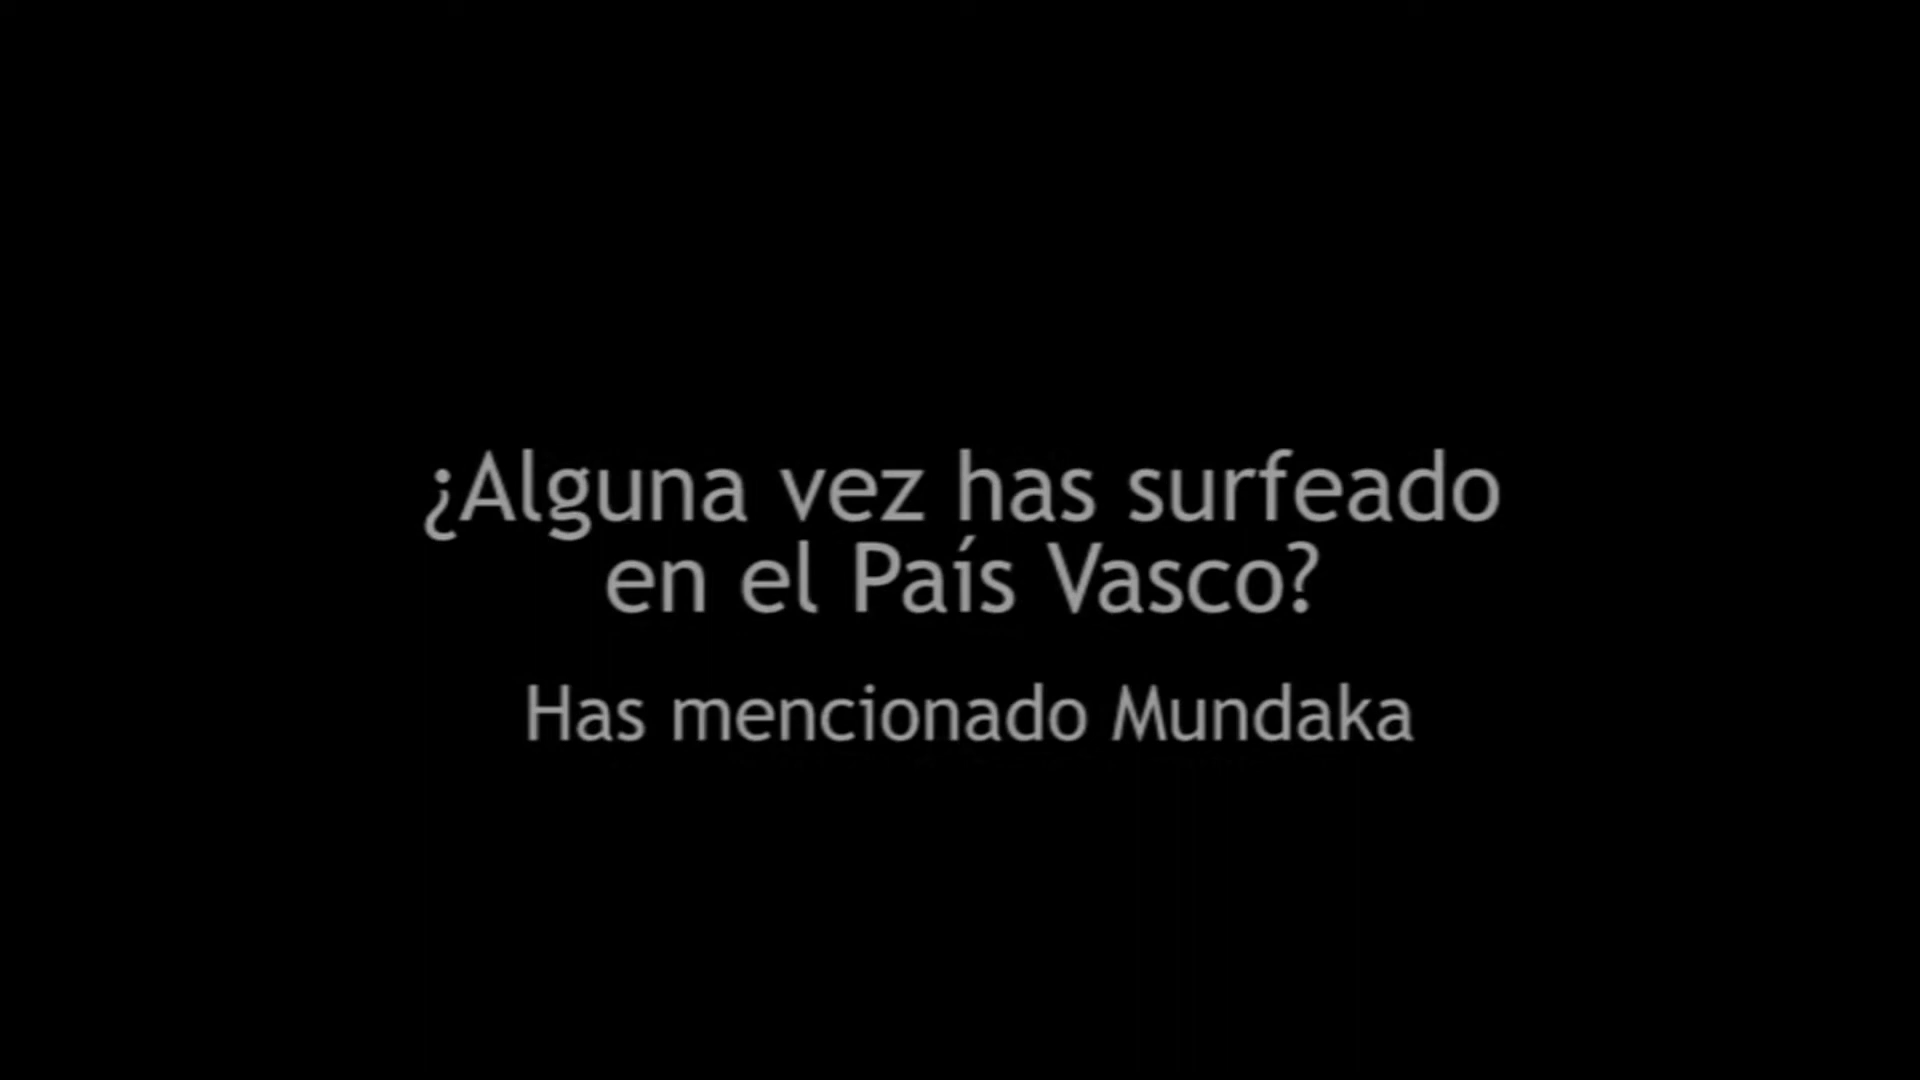 ¿Alguna vez has surfeado
en el País Vasco?
Has mencionado Mundaka